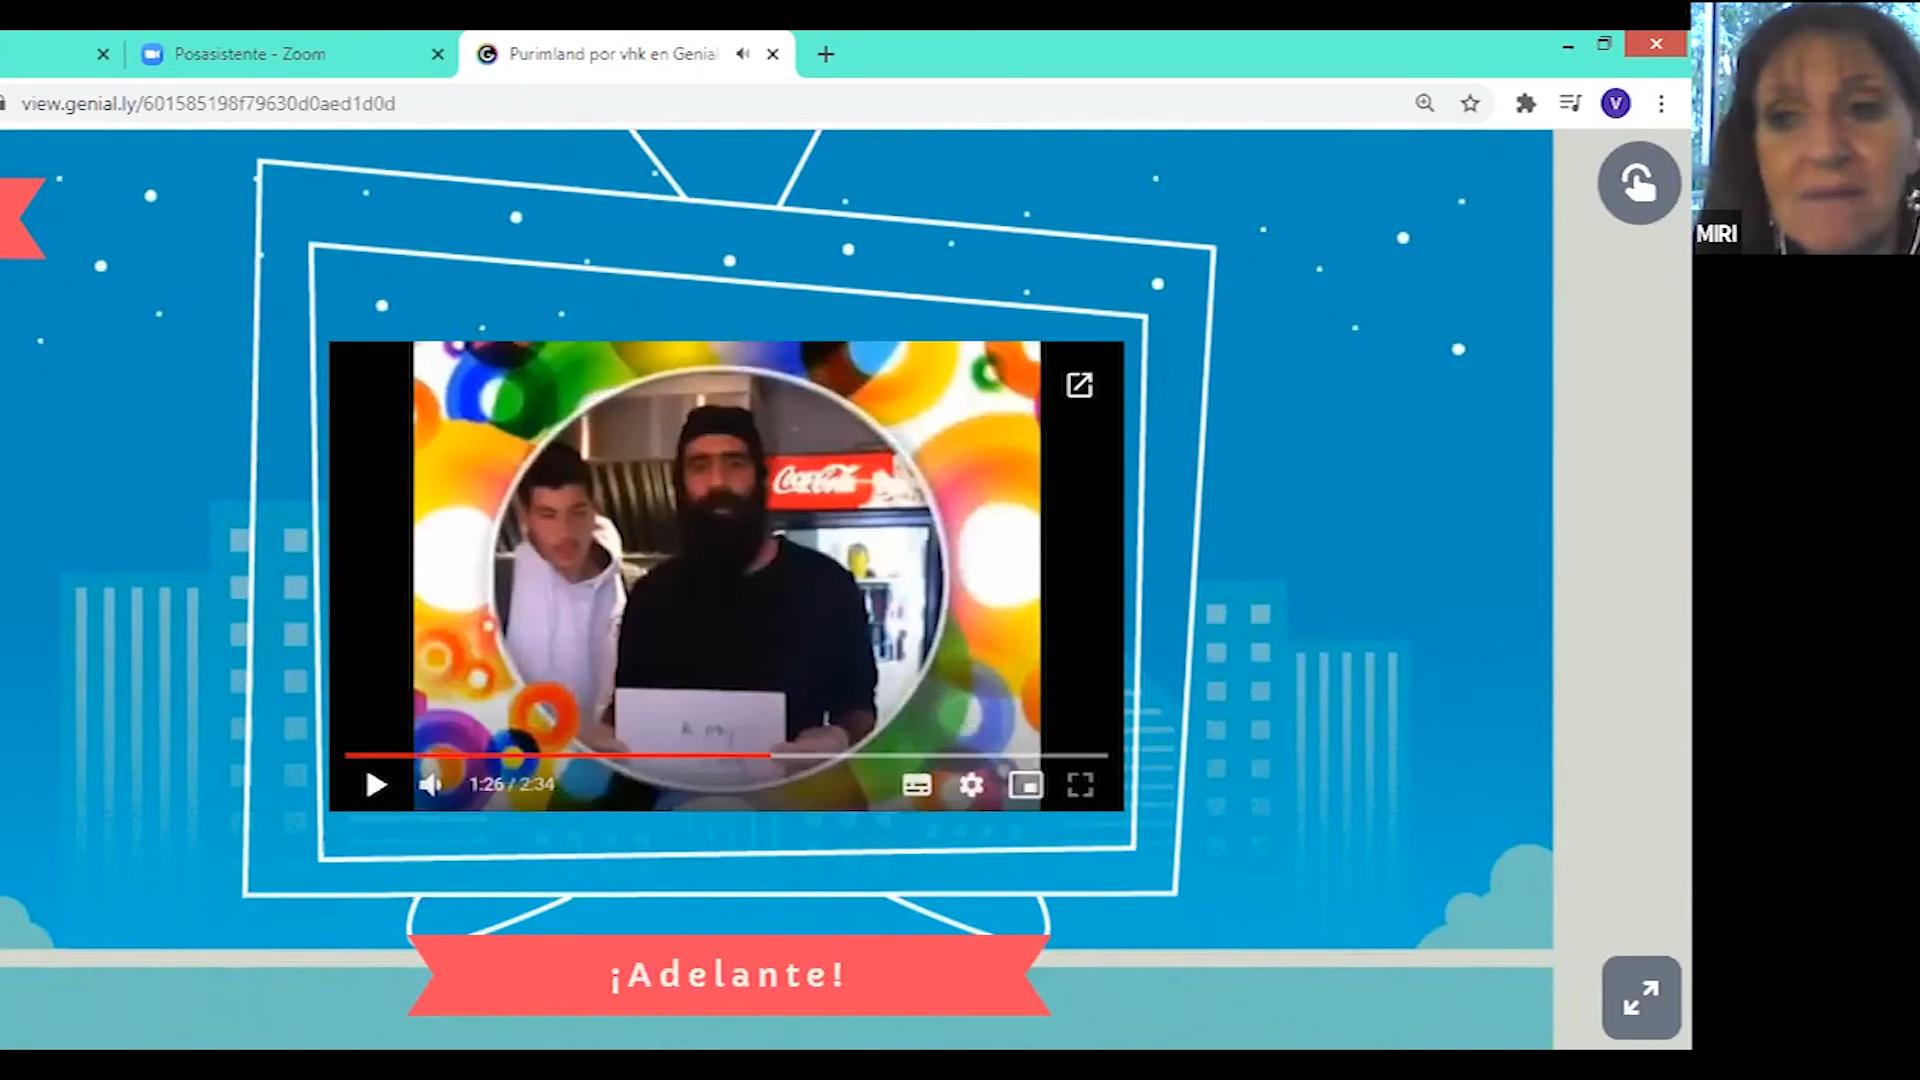 Posasistente - Zoom
Purimland por vhk en Genial
view.genial.ly/601585198f79630d0aed1d0d
V
MIRI
Coca-Cola
1:26 / 2:34
¡Adelante!